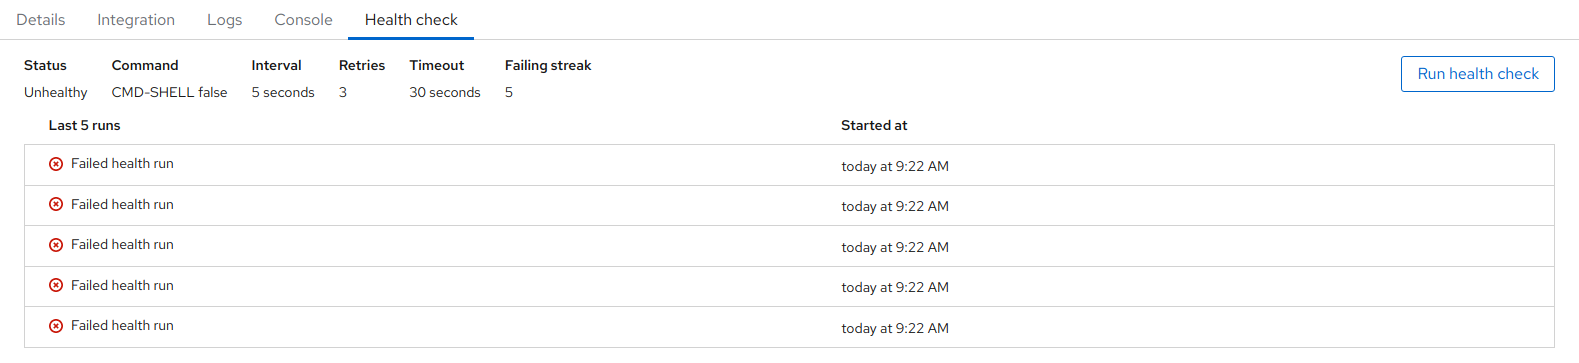 Details Integration Logs Console Health check
Status Command Interval Retries Timeout Failing streak
Unhealthy CMD-SHELL false 5 seconds 3 30 seconds 5
Run health check
Last 5 runs Started at
Failed health run today at 9:22 AM
Failed health run today at 9:22 AM
Failed health run today at 9:22 AM
Failed health run today at 9:22 AM
Failed health run today at 9:22 AM